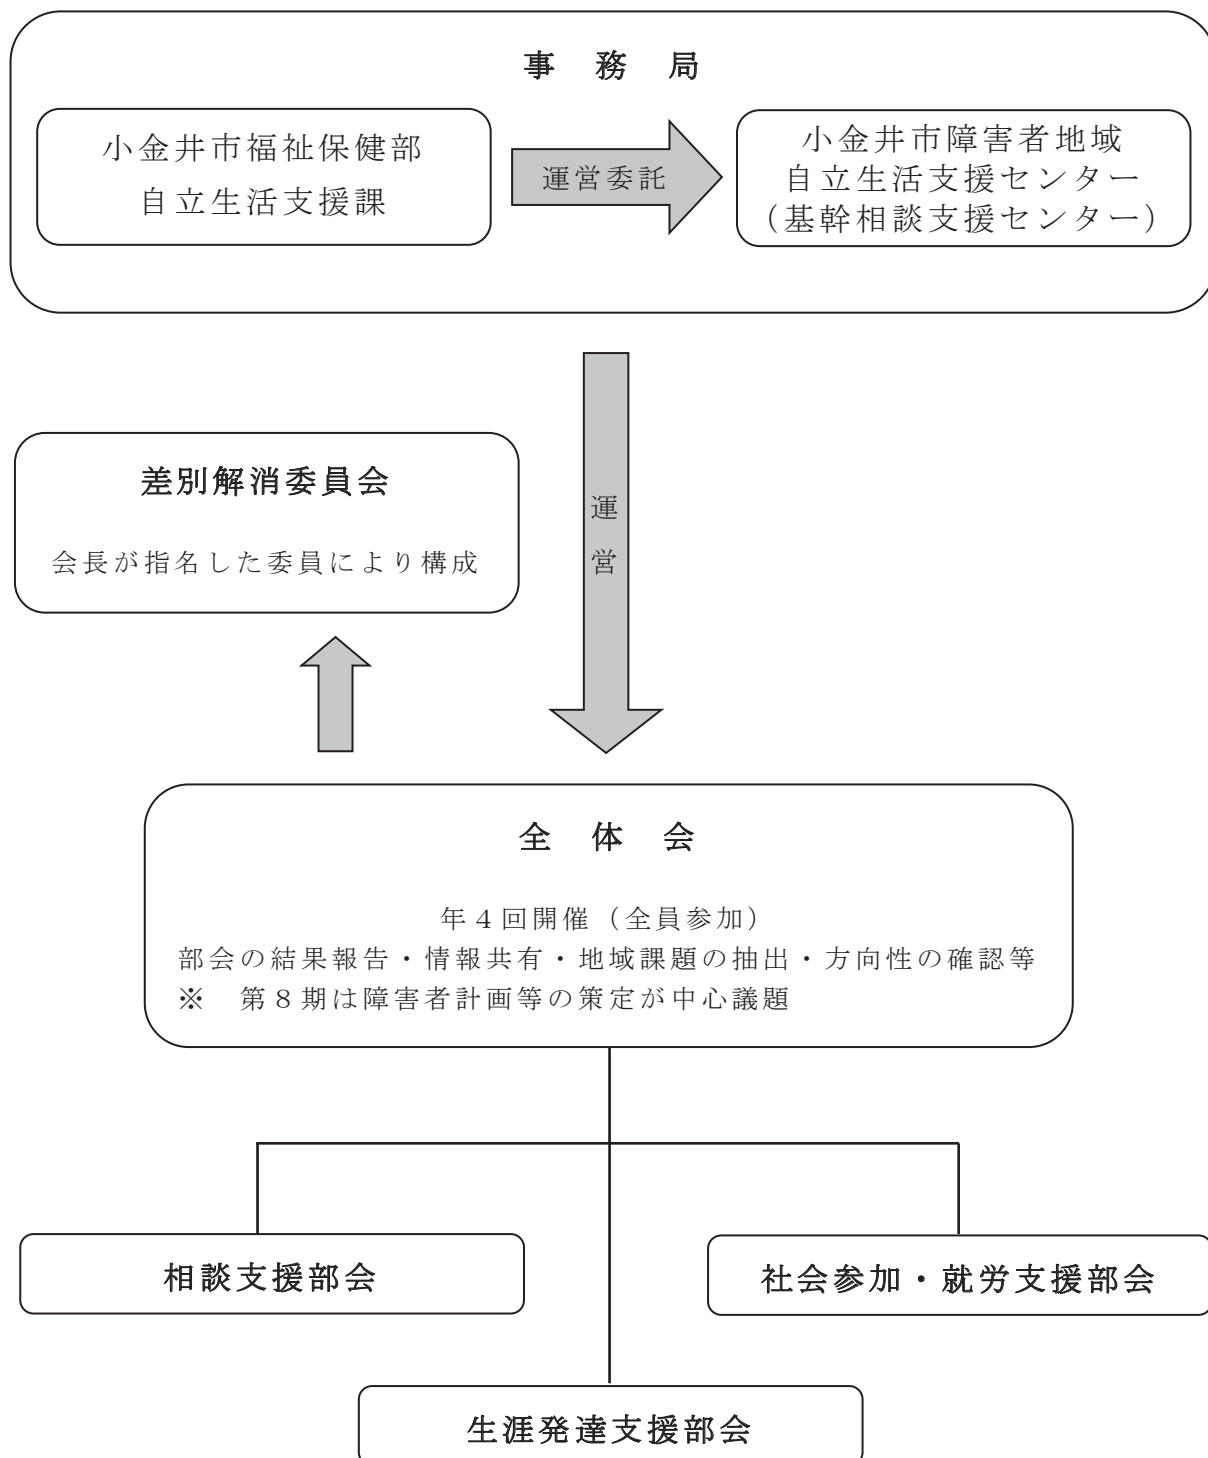 事　務　局
小金井市福祉保健部
自立生活支援課
運営委託
小金井市障害者地域
自立生活支援センター
（基幹相談支援センター）
運営
差別解消委員会
会長が指名した委員により構成
全　体　会
年４回開催（全員参加）
部会の結果報告・情報共有・地域課題の抽出・方向性の確認等
※　第８期は障害者計画等の策定が中心議題
相談支援部会
社会参加・就労支援部会
生涯発達支援部会